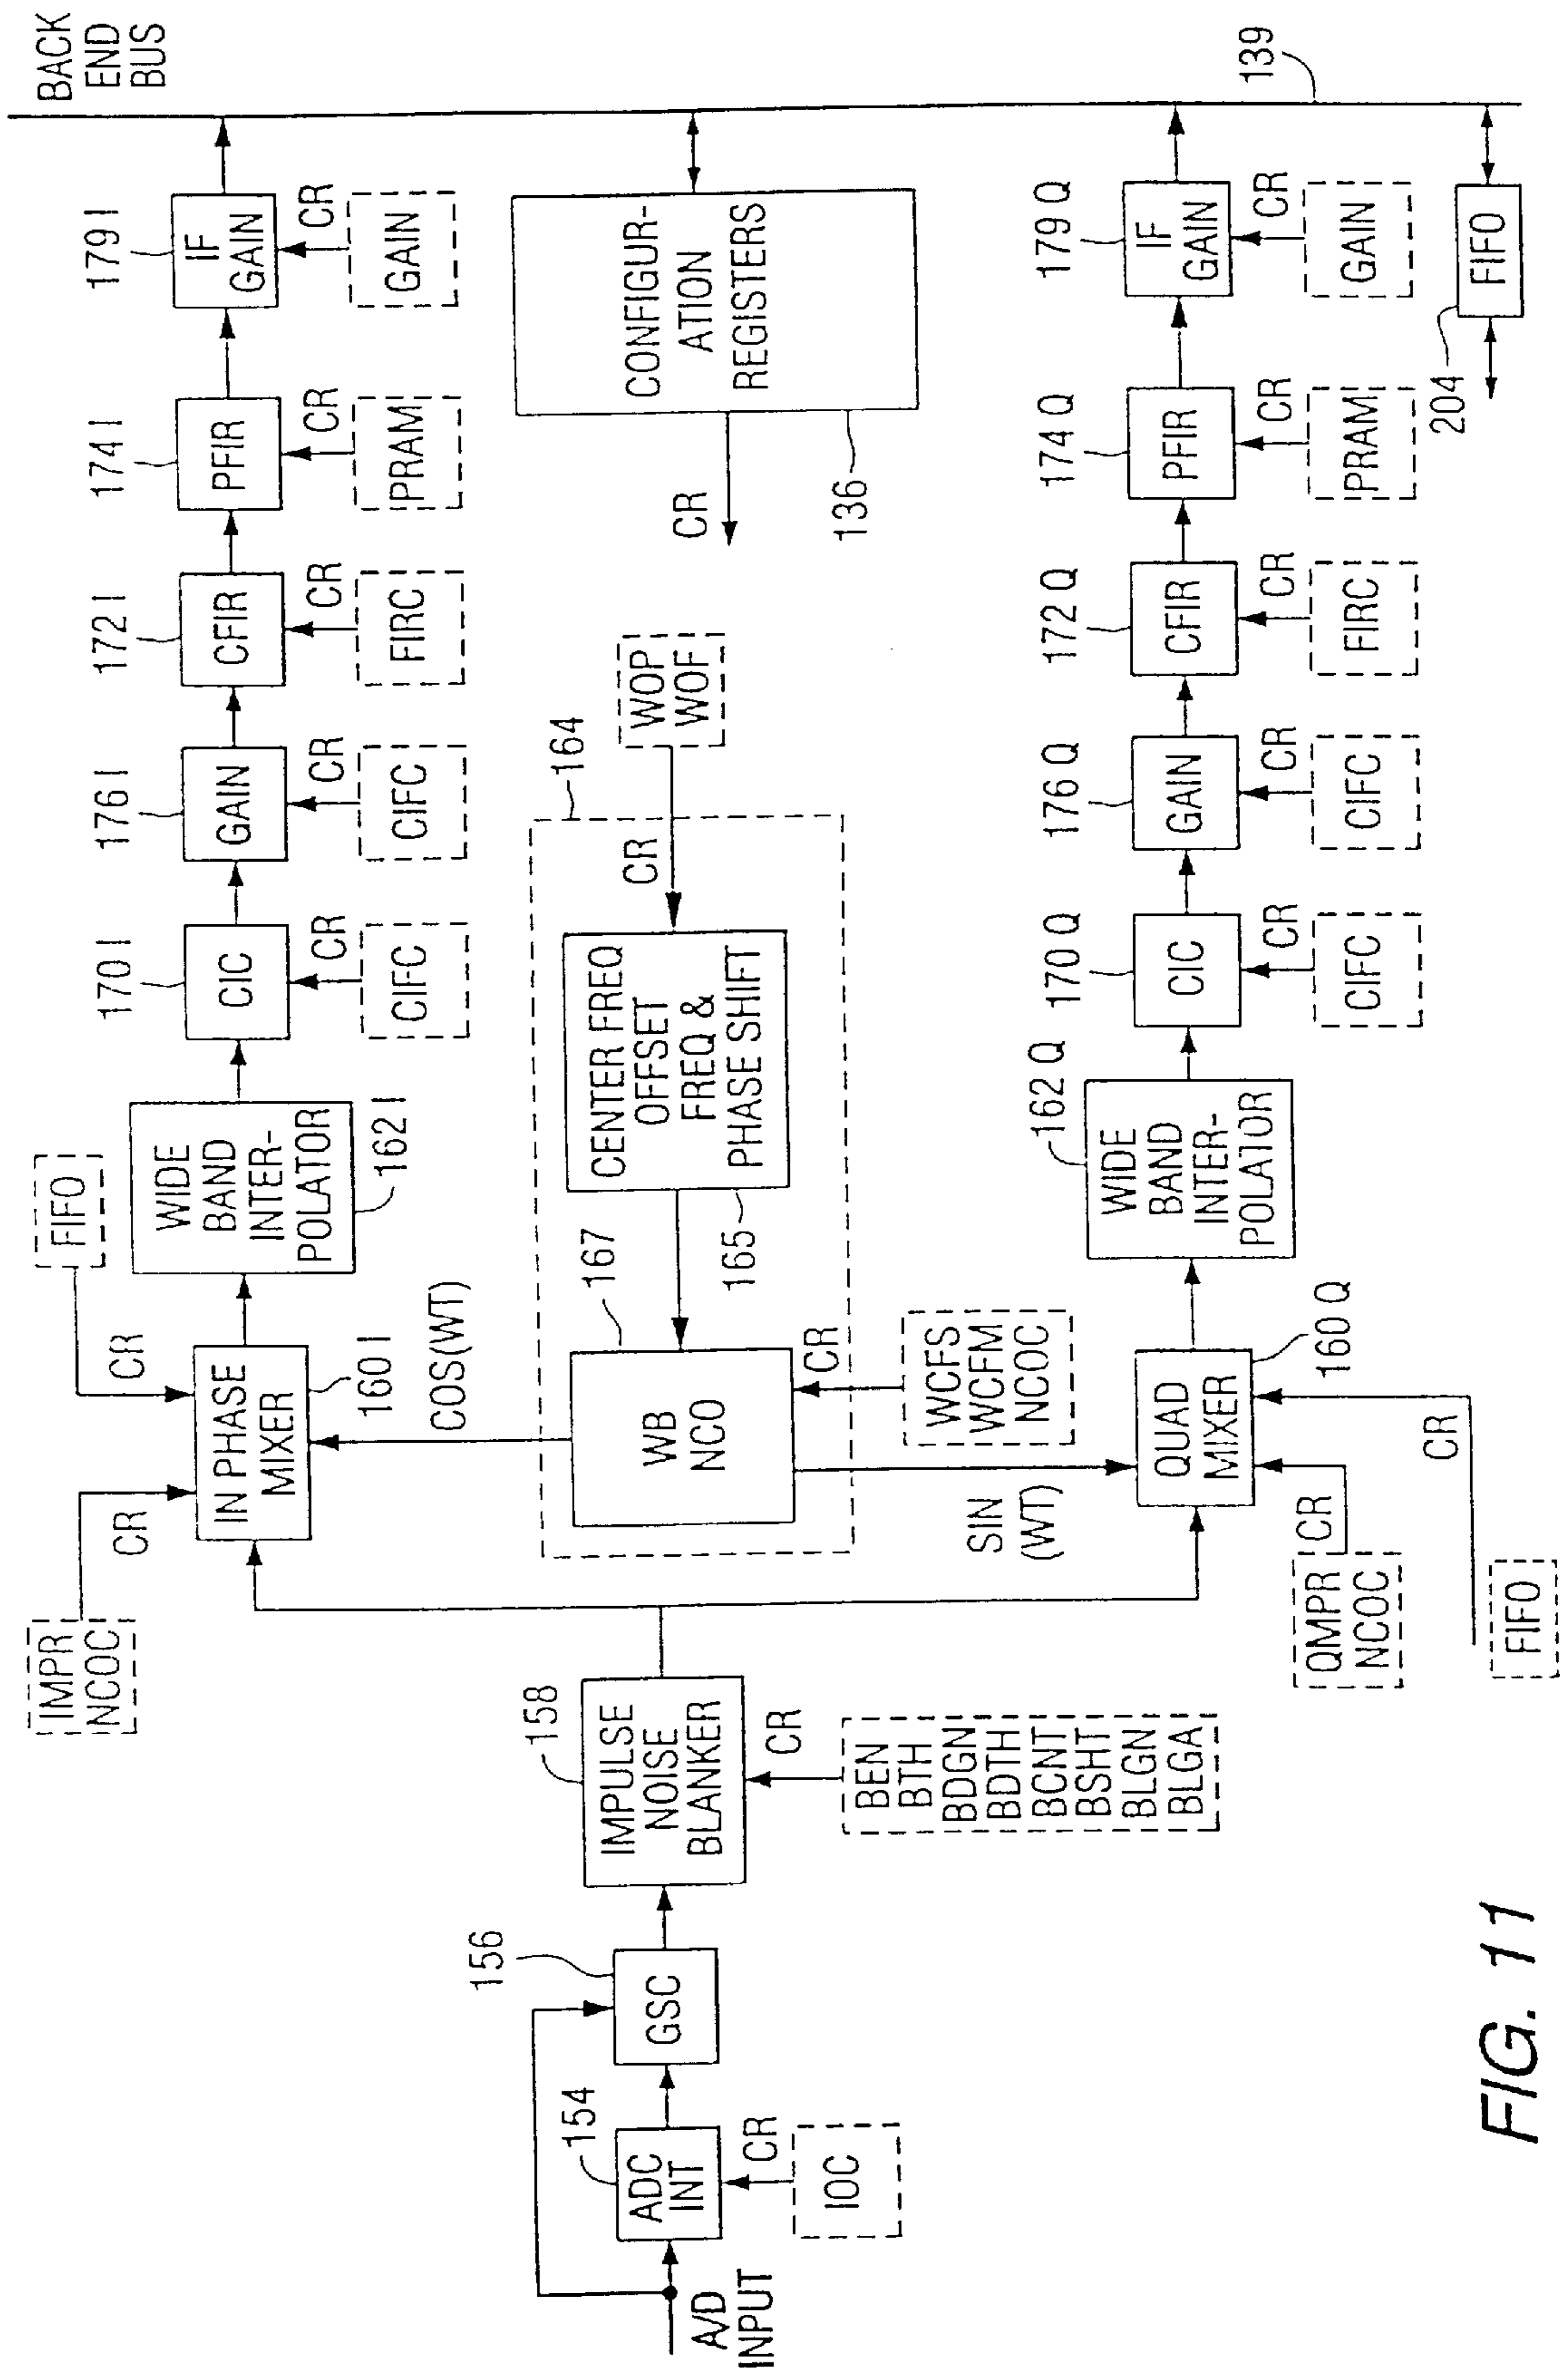 BACK
END
BUS
139
179 I
IF
GAIN
CR
GAIN
174 I
PFIR
CR
PRAM
172 I
CFIR
CR
FIRC
176 I
GAIN
CR
CIFC
170 I
CIC
CR
CIFC
WIDE
BAND
INTER-
POLATOR
162 I
FIFO
CR
IN PHASE
MIXER
160 I
IMPR
NCOC
CR
COS(WT)
CONFIGUR-
ATION
REGISTERS
136
CR
WOP
WOF
164
CR
CENTER FREQ
OFFSET
FREQ &
PHASE SHIFT
165
167
WB
NCO
CR
WCFS
WCFM
NCOC
SIN
(WT)
158
IMPULSE
NOISE
BLANKER
CR
BEN
BTH
BDGN
BDTH
BCNT
BSHT
BLGN
BLGA
156
GSC
154
ADC
INT
CR
IOC
A/D
INPUT
179 Q
IF
GAIN
CR
GAIN
174 Q
PFIR
CR
PRAM
172 Q
CFIR
CR
FIRC
176 Q
GAIN
CR
CIFC
170 Q
CIC
CR
CIFC
162 Q
WIDE
BAND
INTER-
POLATOR
160 Q
QUAD
MIXER
CR
QMPR
NCOC
CR
FIFO
204
FIFO
FIG. 11